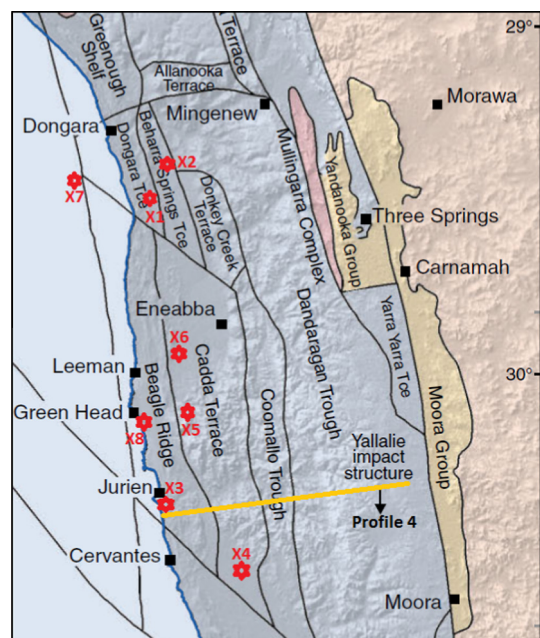 29°
Greenough
Shelf
Terrace
Allanooka
Terrace
Mingenew
Morawa
Dongara
Dongara Tce
Beharra
Springs Tce
X2
X7
X1
Donkey Creek
Terrace
Mullingarra Complex
Yandanooka Group
Three Springs
Carnamah
Eneabba
Dandaragan Trough
Yarra Yarra Tce
X6
30°
Leeman
Beagle Ridge
Cadda Terrace
Coomallo Trough
Moora Group
Green Head
X8
X5
Yallalie
impact
structure
Jurien
X3
Profile 4
Cervantes
X4
Moora